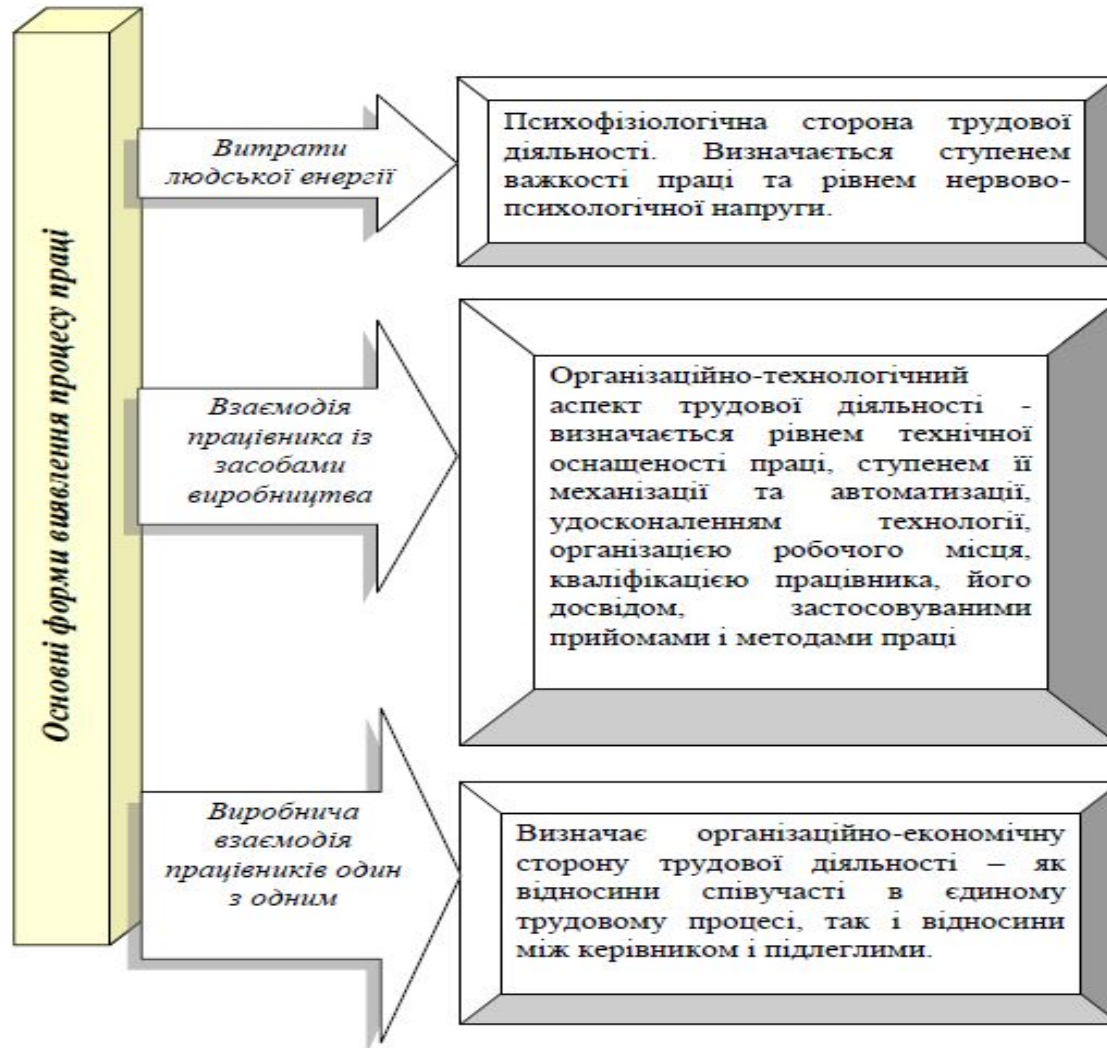 Основні форми виявлення процесу праці
Витрати
людської енергії
Психофізіологічна сторона трудової
діяльності. Визначається ступенем
важкості праці та рівнем нервово-
психологічної напруги.
Взаємодія
працівника із
засобами
виробництва
Організаційно-технологічний
аспект трудової діяльності -
визначається рівнем технічної
оснащеності праці, ступенем її
механізації та автоматизації,
удосконаленням технології,
організацією робочого місця,
кваліфікацією працівника, його
досвідом, застосовуваними
прийомами і методами праці
Виробнича
взаємодія
працівників один
з одним
Визначає організаційно-економічну
сторону трудової діяльності – як
відносини співучасті в єдиному
трудовому процесі, так і відносини
між керівником і підлеглими.